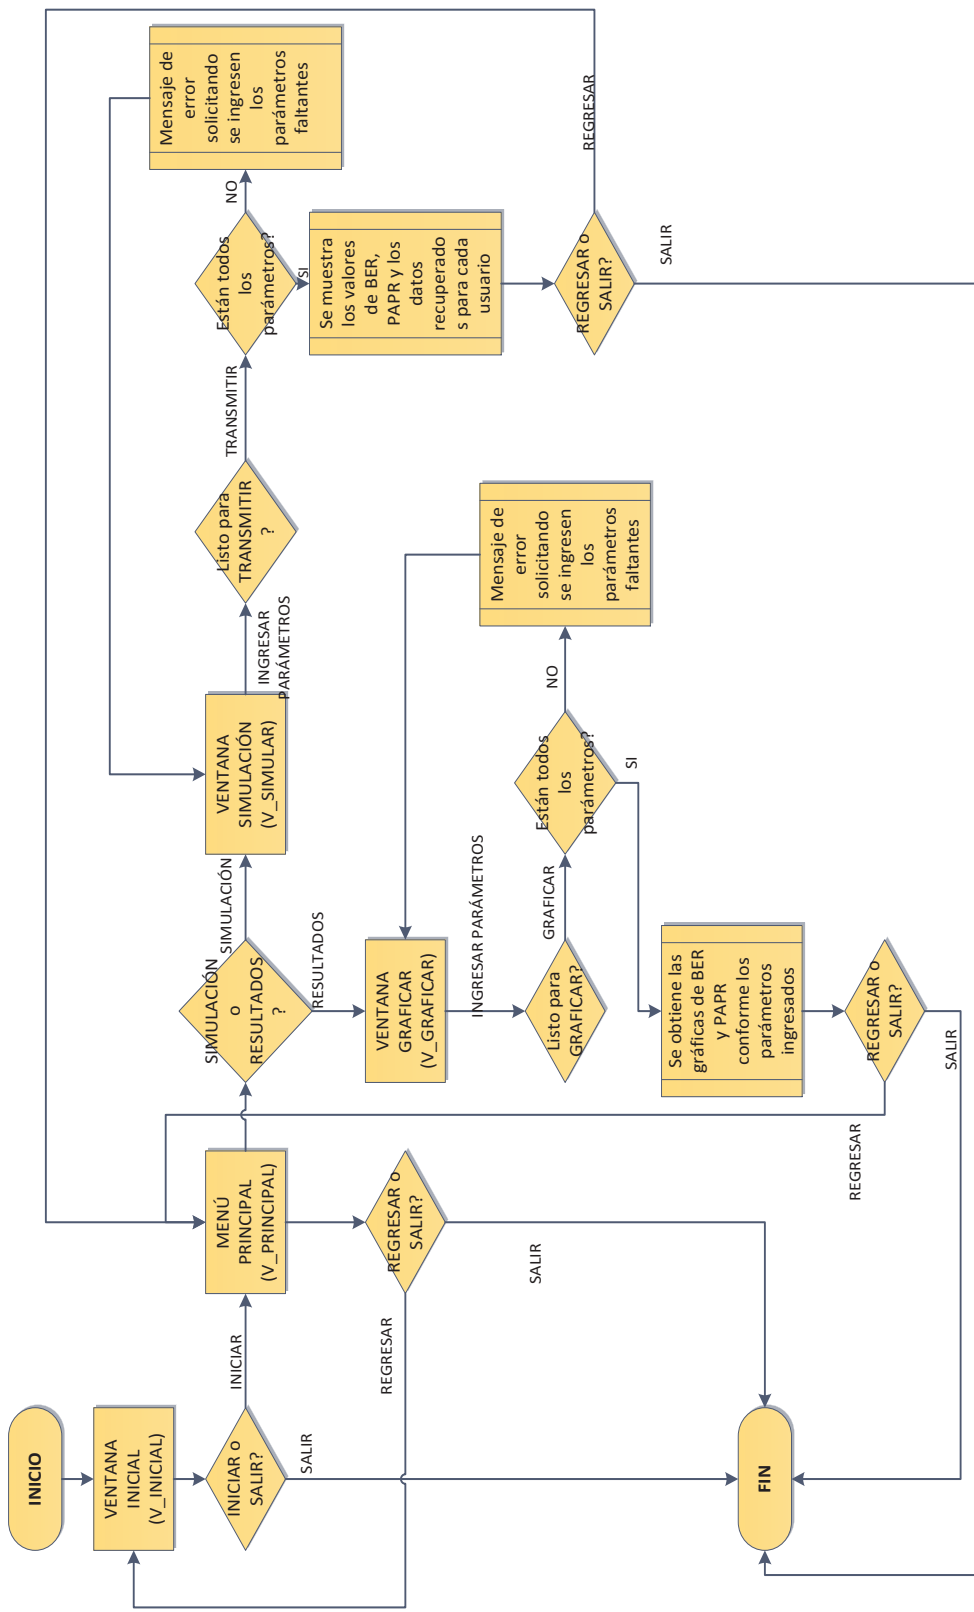 INICIO
VENTANA
INICIAL
(V_INICIAL)
INICIAR o
SALIR?
INICIAR
SALIR
MENÚ
PRINCIPAL
(V_PRINCIPAL)
REGRESAR o
SALIR?
REGRESAR
SALIR
FIN
SIMULACIÓN
o
RESULTADOS
?
SIMULACIÓN
RESULTADOS
VENTANA
SIMULACIÓN
(V_SIMULAR)
INGRESAR
PARÁMETROS
Listo para
TRANSMITIR
?
TRANSMITIR
Están todos
los
parámetros?
NO
SI
Mensaje de
error
solicitando
se ingresen
los
parámetros
faltantes
Se muestra
los valores
de BER,
PAPR y los
datos
recuperado
s para cada
usuario
REGRESAR o
SALIR?
REGRESAR
SALIR
VENTANA
GRAFICAR
(V_GRAFICAR)
INGRESAR PARÁMETROS
Listo para
GRAFICAR?
GRAFICAR
Están todos
los
parámetros?
NO
SI
Mensaje de
error
solicitando
se ingresen
los
parámetros
faltantes
Se obtiene las
gráficas de BER
y PAPR
conforme los
parámetros
ingresados
REGRESAR o
SALIR?
REGRESAR
SALIR